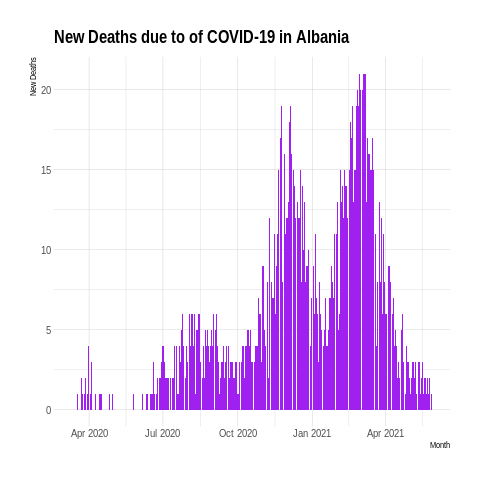 New Deaths due to of COVID-19 in Albania
New Deaths
20
15
10
5
0
Apr 2020 Jul 2020 Oct 2020 Jan 2021 Apr 2021
Month